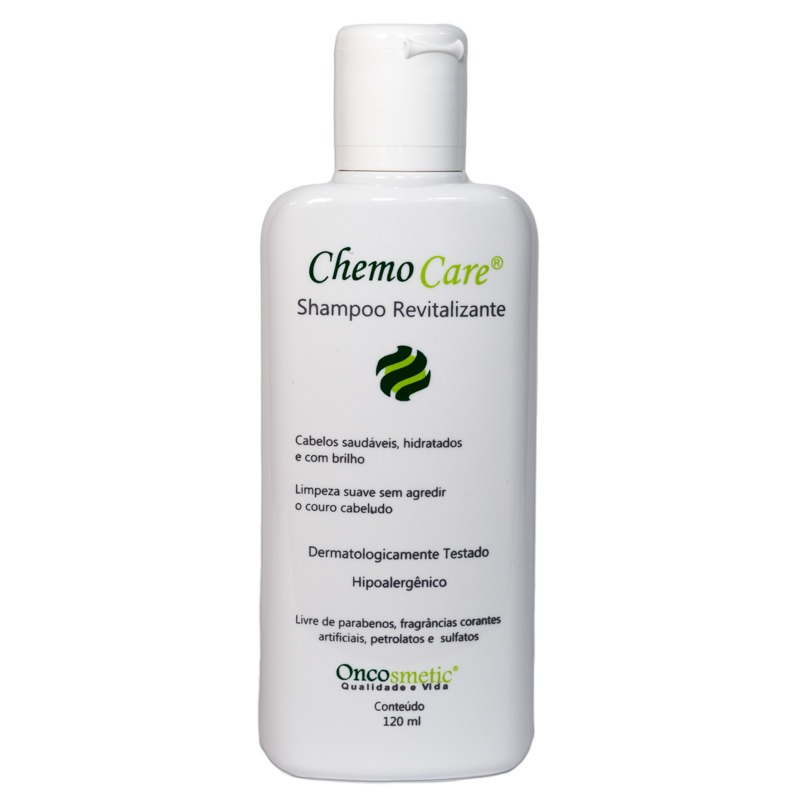 Chemo Care®
Shampoo Revitalizante
Cabelos saudáveis, hidratados
e com brilho
Limpeza suave sem agredir
o couro cabeludo
Dermatologicamente Testado
Hipoalergênico
Livre de parabenos, fragrâncias corantes
artificiais, petrolatos e sulfatos
Oncosmetic®
Qualidade e Vida
Conteúdo
120 ml